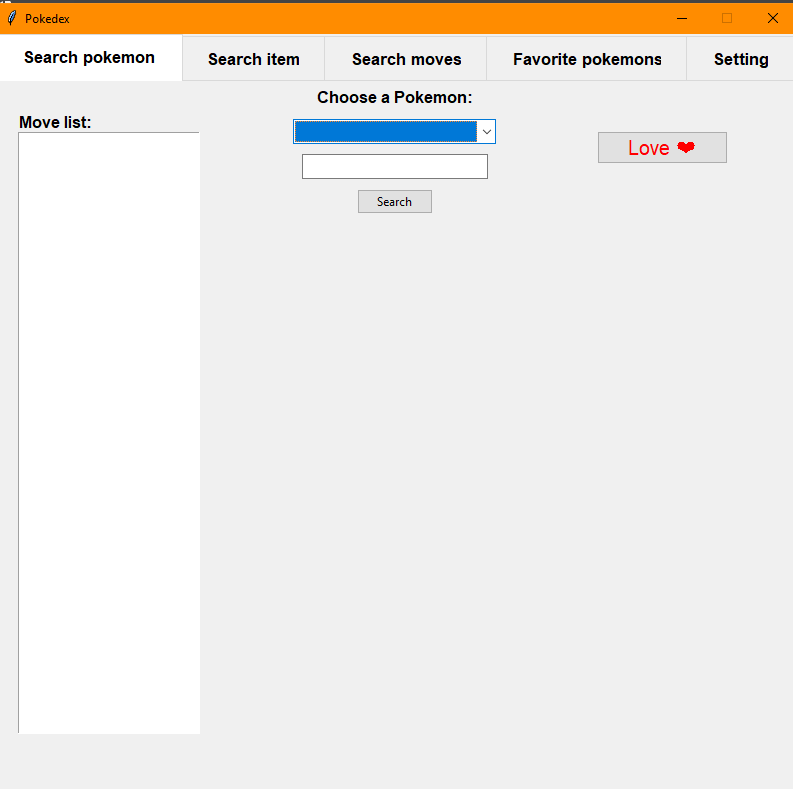 Pokedex
Search pokemon
Search item
Search moves
Favorite pokemons
Setting
Choose a Pokemon:
Move list:
Love ❤
Search